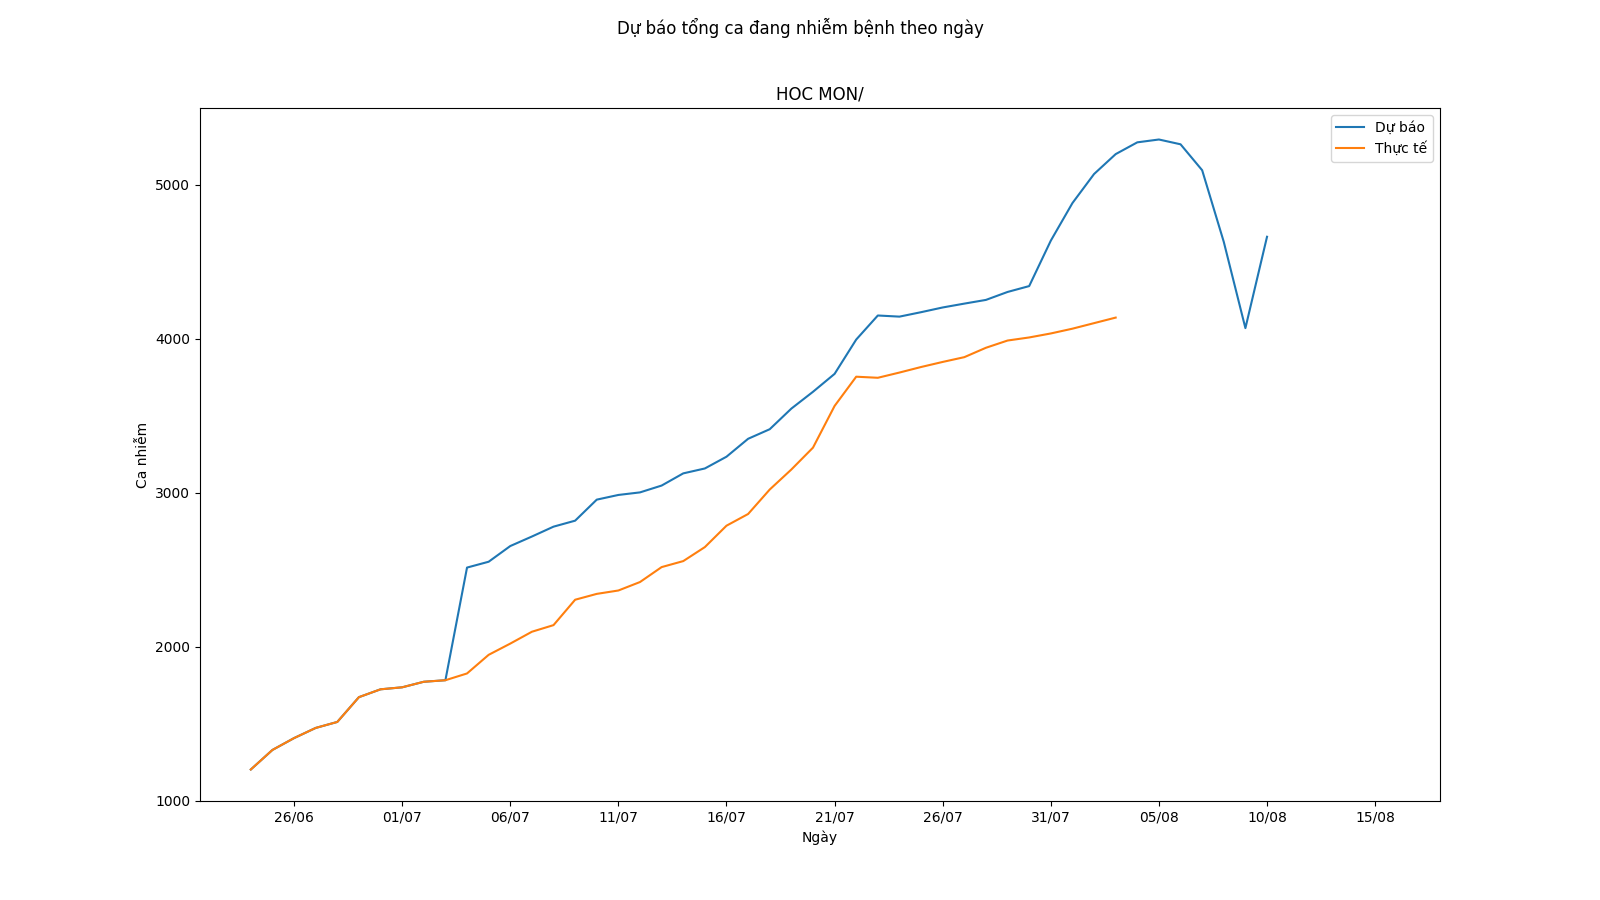 Dự báo tổng ca đang nhiễm bệnh theo ngày
HOC MON/
Dự báo
Thực tế
5000
4000
3000
2000
1000
Ca nhiễm
26/06 01/07 06/07 11/07 16/07 21/07 26/07 31/07 05/08 10/08 15/08
Ngày